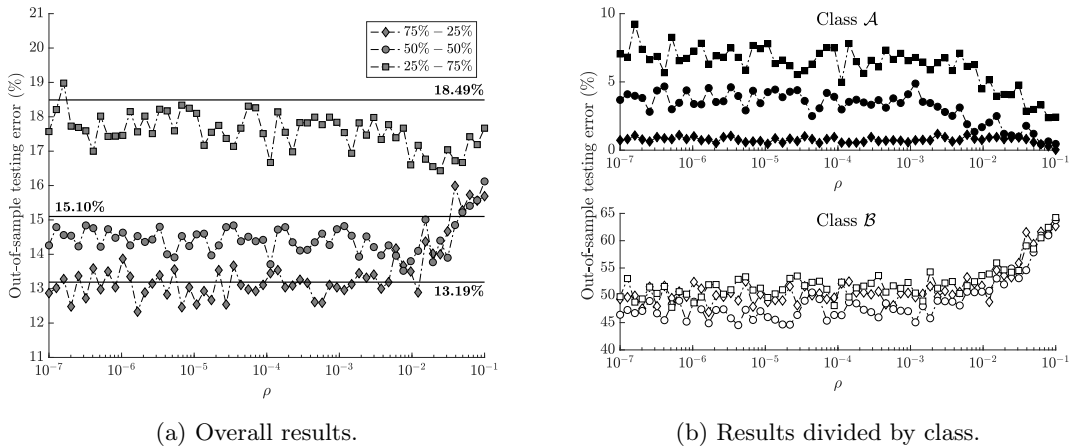 Out-of-sample testing error (%)
21
20
19
18
17
16
15
14
13
12
11
75% − 25%
50% − 50%
25% − 75%
18.49%
15.10%
13.19%
10⁻⁷ 10⁻⁶ 10⁻⁵ 10⁻⁴ 10⁻³ 10⁻² 10⁻¹
ρ
(a) Overall results.
Out-of-sample testing error (%)
Class 𝒜
10
5
0
10⁻⁷ 10⁻⁶ 10⁻⁵ 10⁻⁴ 10⁻³ 10⁻² 10⁻¹
ρ
Class ℬ
65
60
55
50
45
40
10⁻⁷ 10⁻⁶ 10⁻⁵ 10⁻⁴ 10⁻³ 10⁻² 10⁻¹
ρ
(b) Results divided by class.